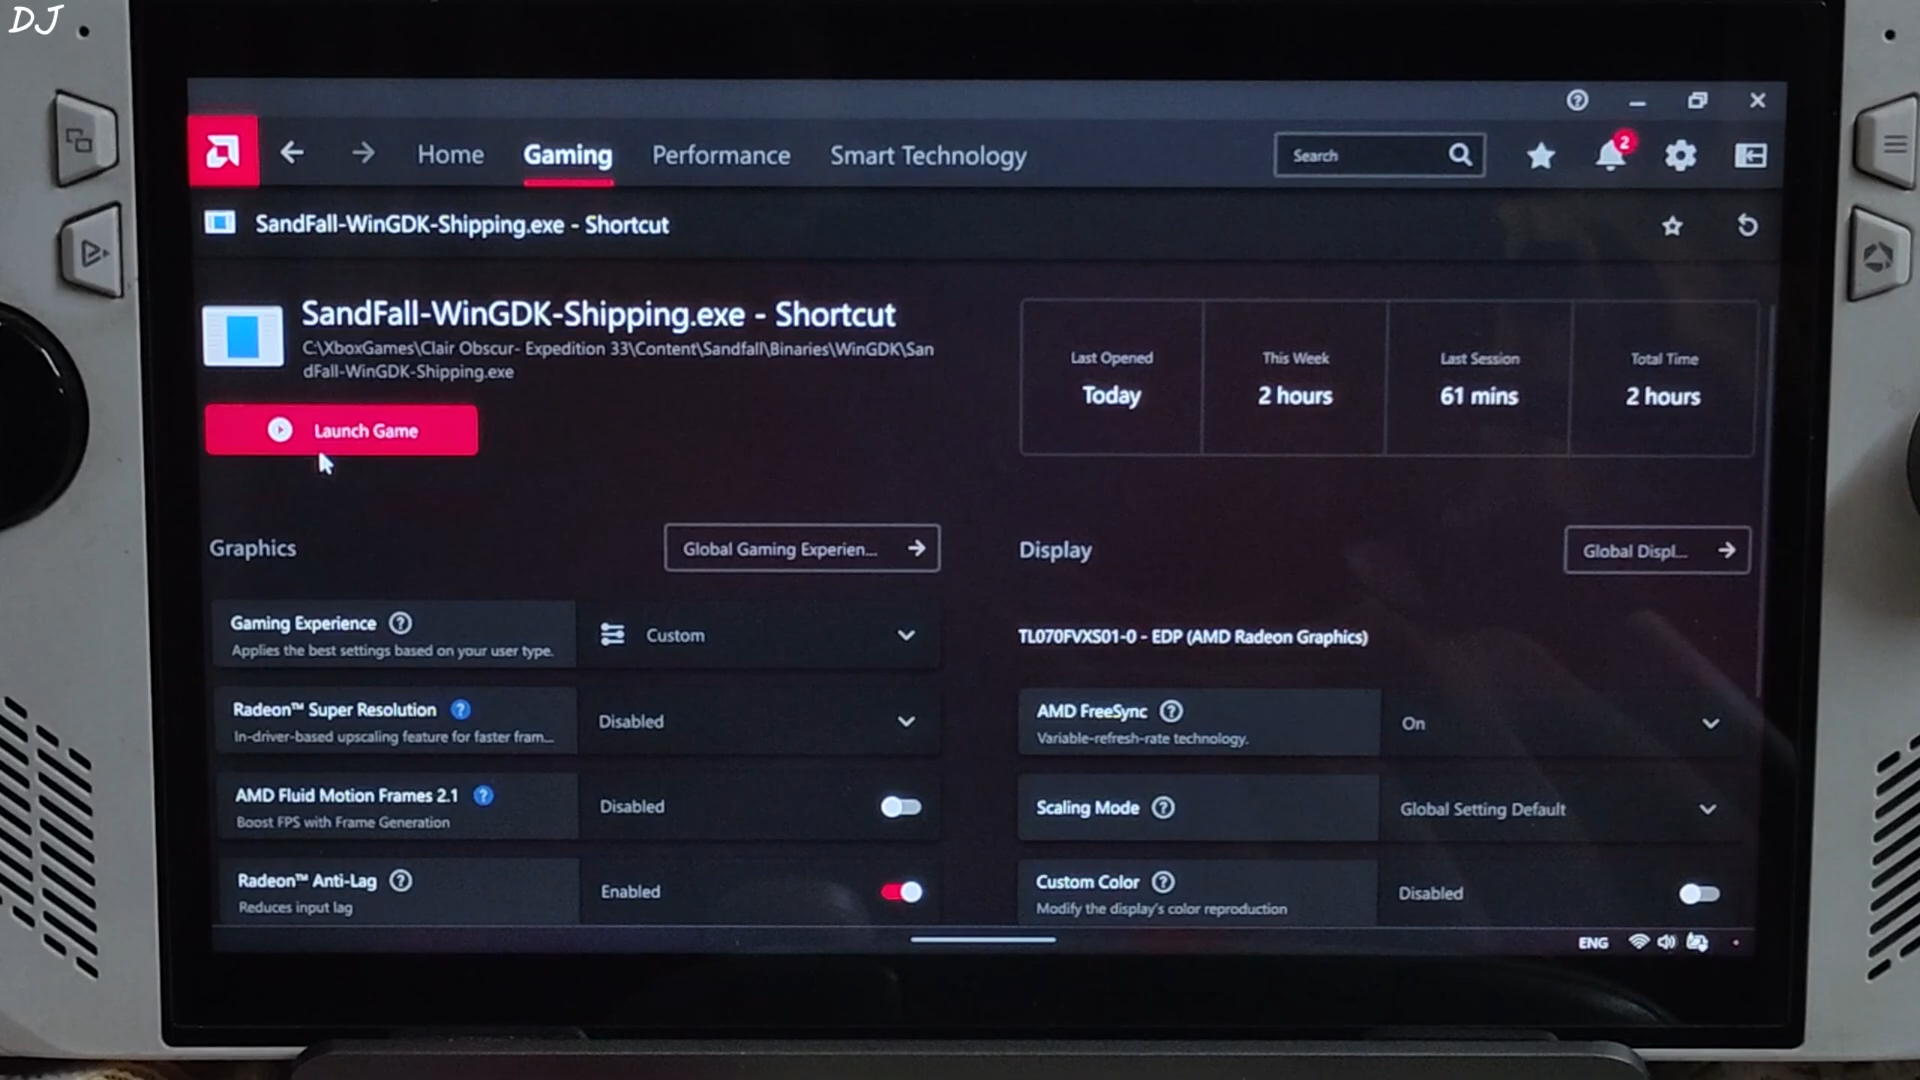 DJ
Home
Gaming
Performance
Smart Technology
Search
2
SandFall-WinGDK-Shipping.exe - Shortcut
SandFall-WinGDK-Shipping.exe - Shortcut
C:\XboxGames\Clair Obscur- Expedition 33\Content\Sandfall\Binaries\WinGDK\San
dFall-WinGDK-Shipping.exe
Launch Game
Last Opened
Today
This Week
2 hours
Last Session
61 mins
Total Time
2 hours
Graphics
Global Gaming Experien...
Gaming Experience
Applies the best settings based on your user type.
Custom
Radeon™ Super Resolution
In-driver-based upscaling feature for faster fram...
Disabled
AMD Fluid Motion Frames 2.1
Boost FPS with Frame Generation
Disabled
Radeon™ Anti-Lag
Reduces input lag
Enabled
Display
Global Displ...
TL070FVXS01-0 - EDP (AMD Radeon Graphics)
AMD FreeSync
Variable-refresh-rate technology.
On
Scaling Mode
Global Setting Default
Custom Color
Modify the display's color reproduction
Disabled
ENG